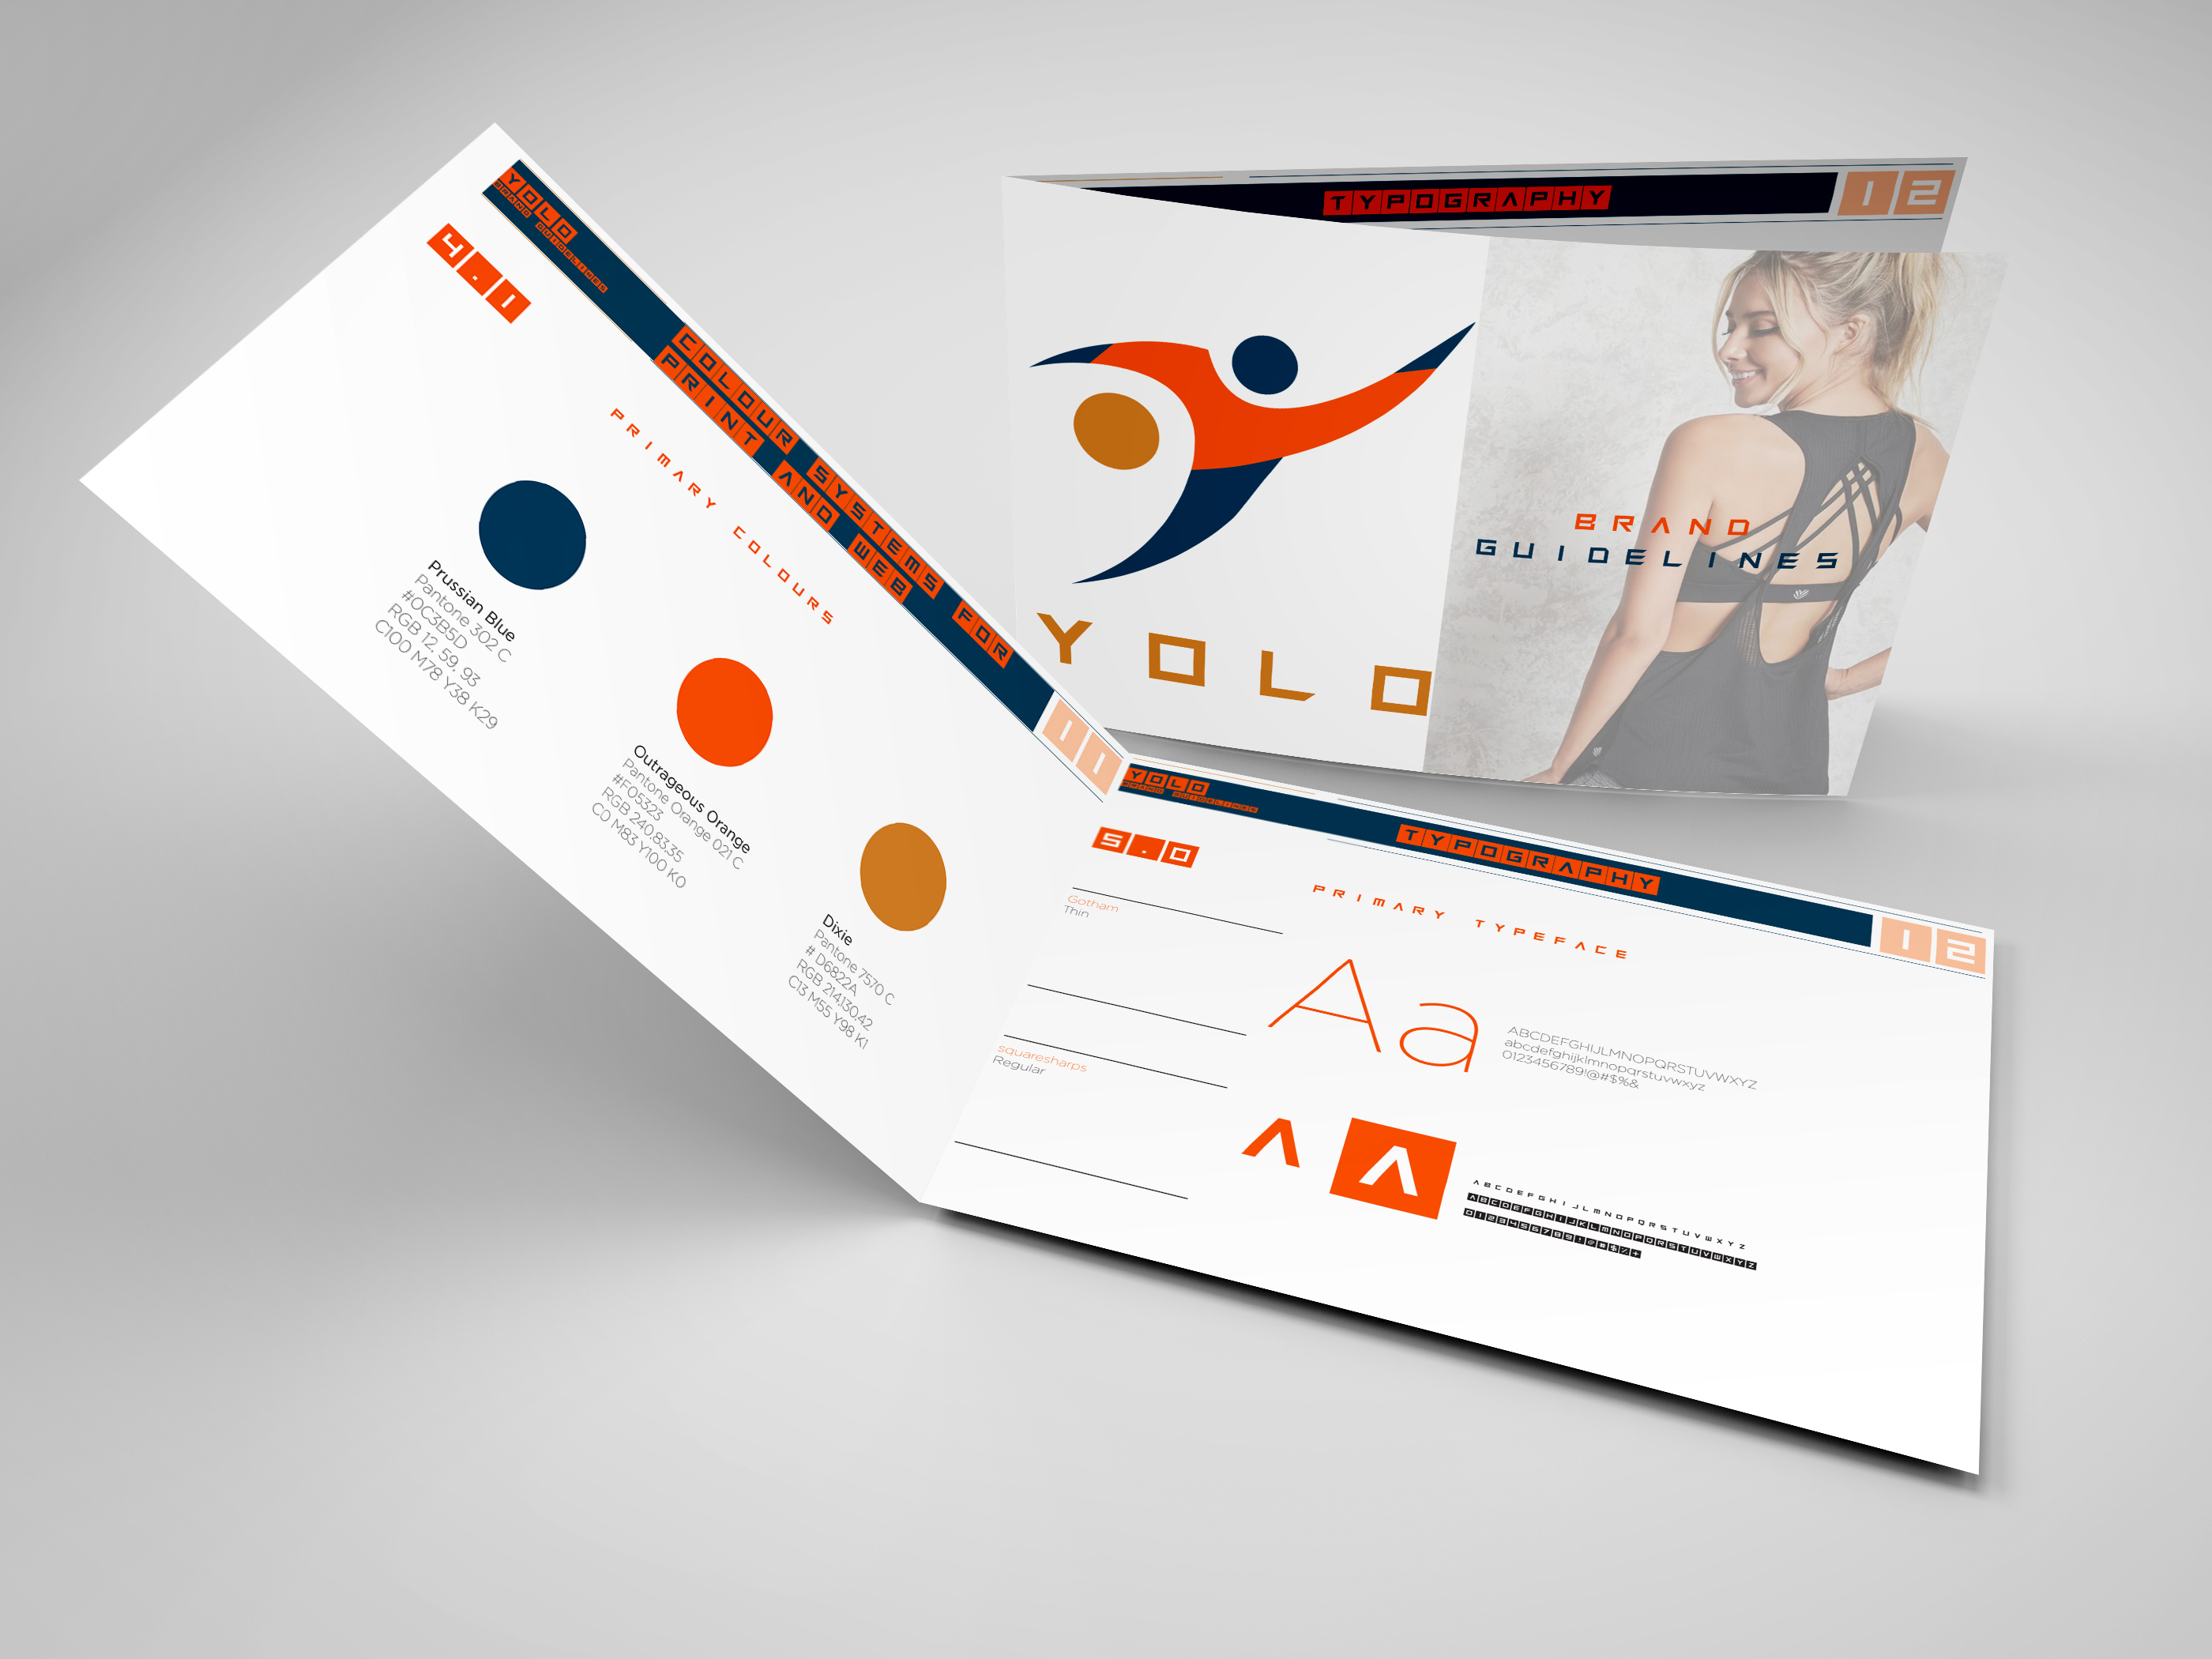 YOLO
BRAND GUIDELINES
4.0
COLOUR SYSTEMS FOR
PRINT AND WEB
11
PRIMARY COLOURS
Prussian Blue
Pantone 302 C
#0C3B5D
RGB 12, 59, 93
C100 M78 Y38 K29
Outrageous Orange
Pantone Orange 021 C
#F05323
RGB 240,83,35
C0 M83 Y100 K0
Dixie
Pantone 7570 C
# D6822A
RGB 214,130,42
C13 M55 Y98 K1
TYPOGRAPHY
12
YOLO
BRAND
GUIDELINES
YOLO
BRAND GUIDELINES
TYPOGRAPHY
12
5.0
PRIMARY TYPEFACE
Gotham
Thin
Aa
ABCDEFGHIJLMNOPQRSTUVWXYZ
abcdefghijklmnopqrstuvwxyz
0123456789!@#$%&
squaresharps
Regular
A A
ABCDEFGHIJLMNOPQRSTUVWXYZ
ABCDEFGHIJKLMNOPQRSTUVWXYZ